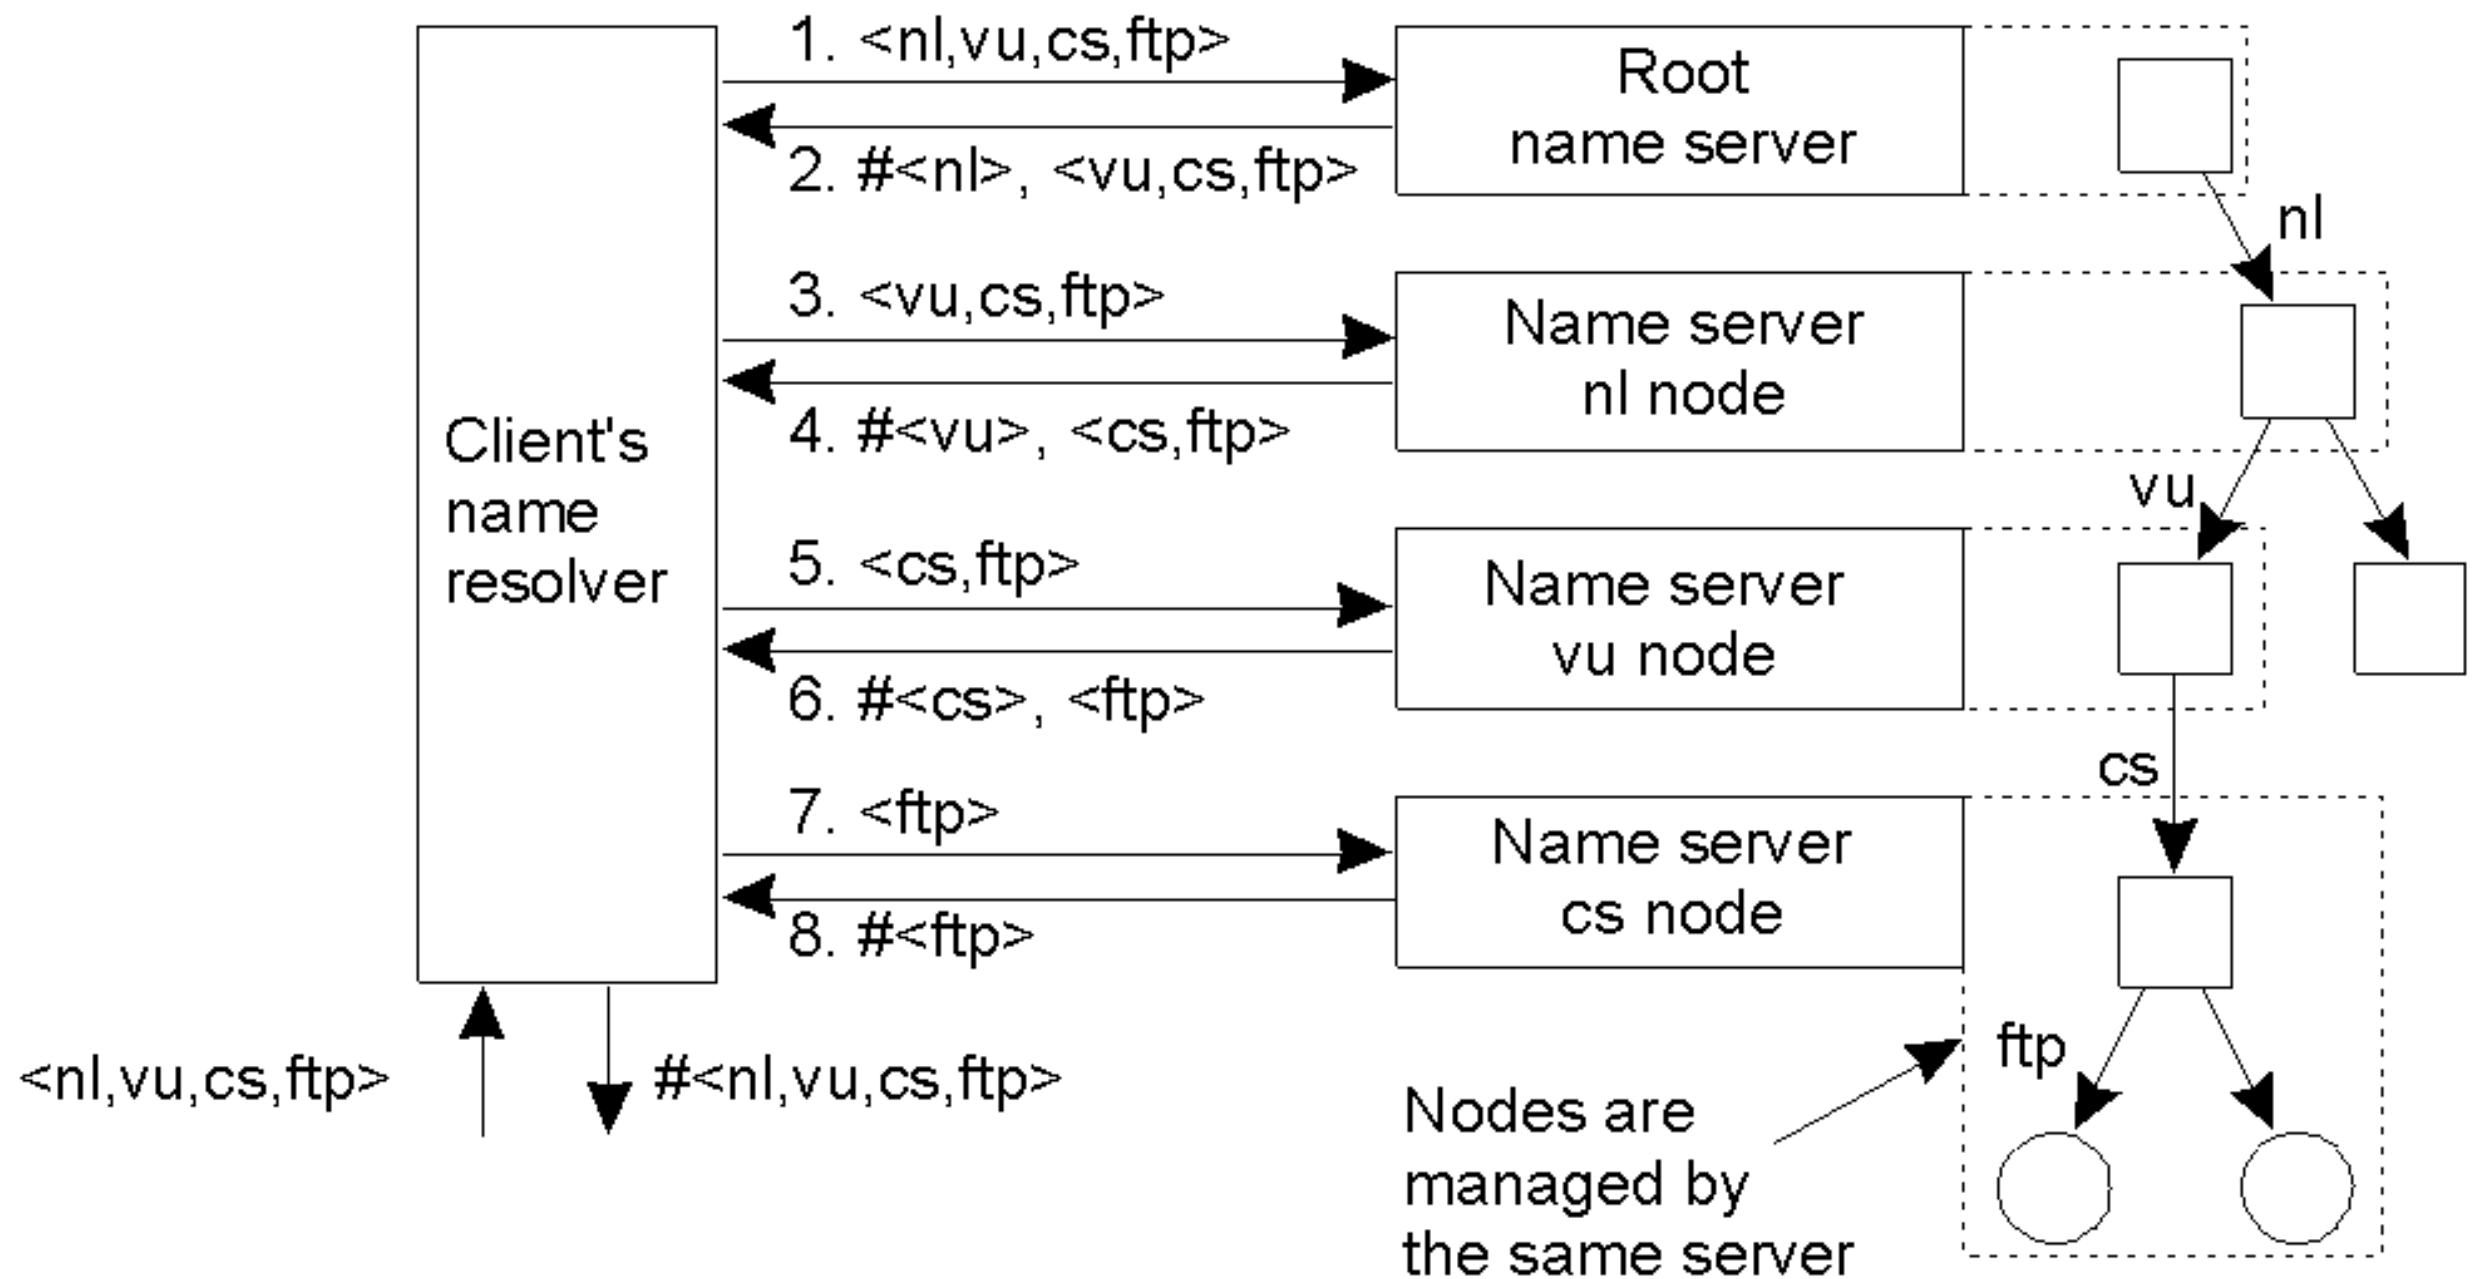 1. <nl,vu,cs,ftp>
Root
name server
2. #<nl>, <vu,cs,ftp>
nl
3. <vu,cs,ftp>
Name server
nl node
4. #<vu>, <cs,ftp>
vu
Client's
name
resolver
5. <cs,ftp>
Name server
vu node
6. #<cs>, <ftp>
cs
7. <ftp>
Name server
cs node
8. #<ftp>
ftp
<nl,vu,cs,ftp>
#<nl,vu,cs,ftp>
Nodes are
managed by
the same server